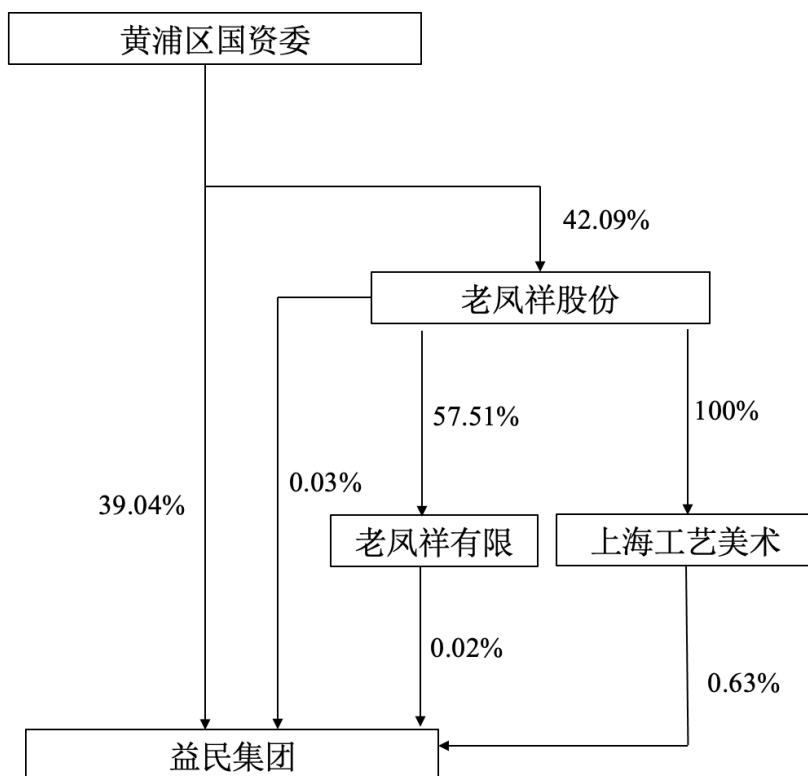 黄浦区国资委
42.09%
老凤祥股份
57.51%
100%
0.03%
39.04%
老凤祥有限
上海工艺美术
0.02%
0.63%
益民集团